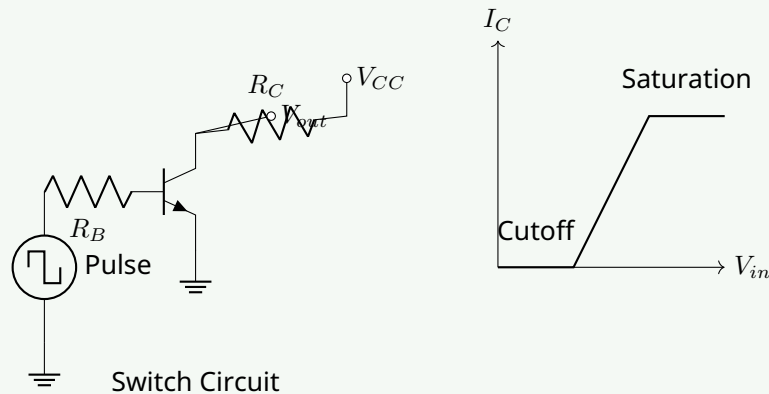 I_C
R_C
V_CC
V_out
Saturation
R_B
Pulse
Cutoff
V_in
Switch Circuit